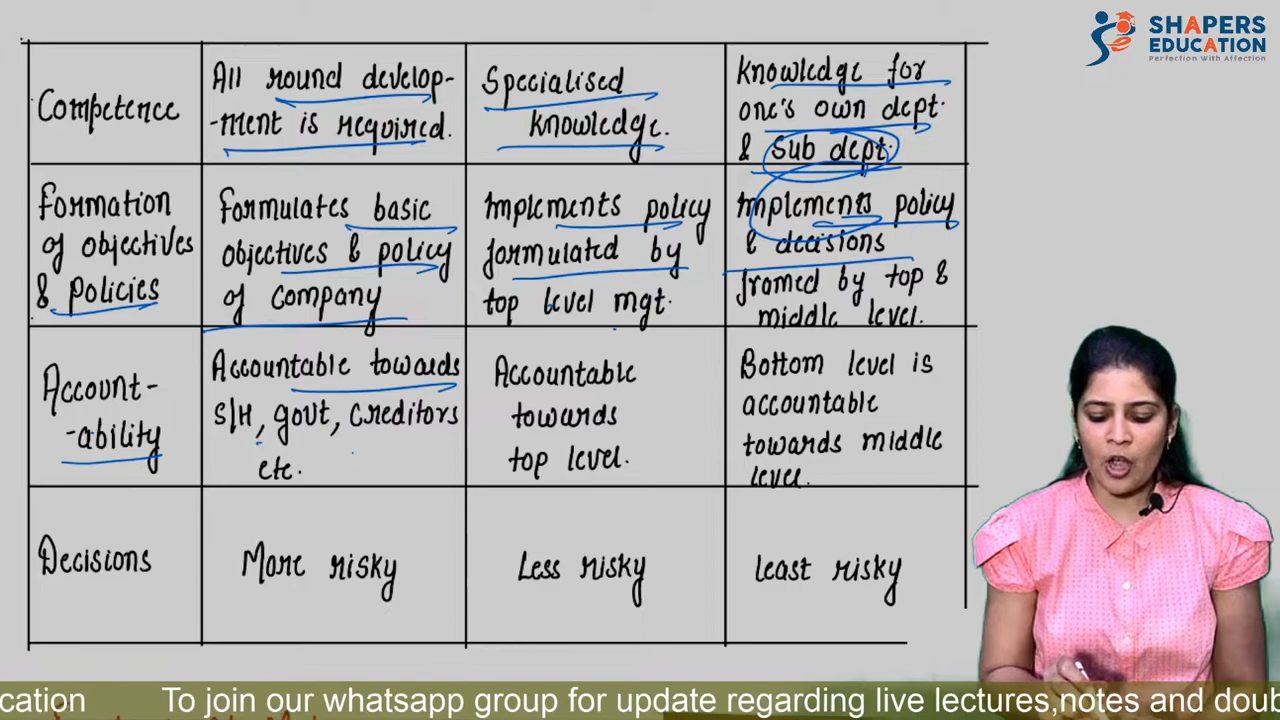 SHAPERS
EDUCATION
Perfection With Affection
Competence
All round develop-
-ment is required.
Specialised
knowledge.
Knowledge for
one's own dept.
& sub dept.
Formation
of objectives
& policies
Formulates basic
objectives & policy
of company
Implements policy
formulated by
top level mgt.
Implements policy
& decisions
framed by top &
middle level.
Account-
-ability
Accountable towards
S/H, govt, creditors
etc.
Accountable
towards
top level.
Bottom level is
accountable
towards middle
level.
Decisions
More risky
Less risky
Least risky
cation To join our whatsapp group for update regarding live lectures,notes and doub